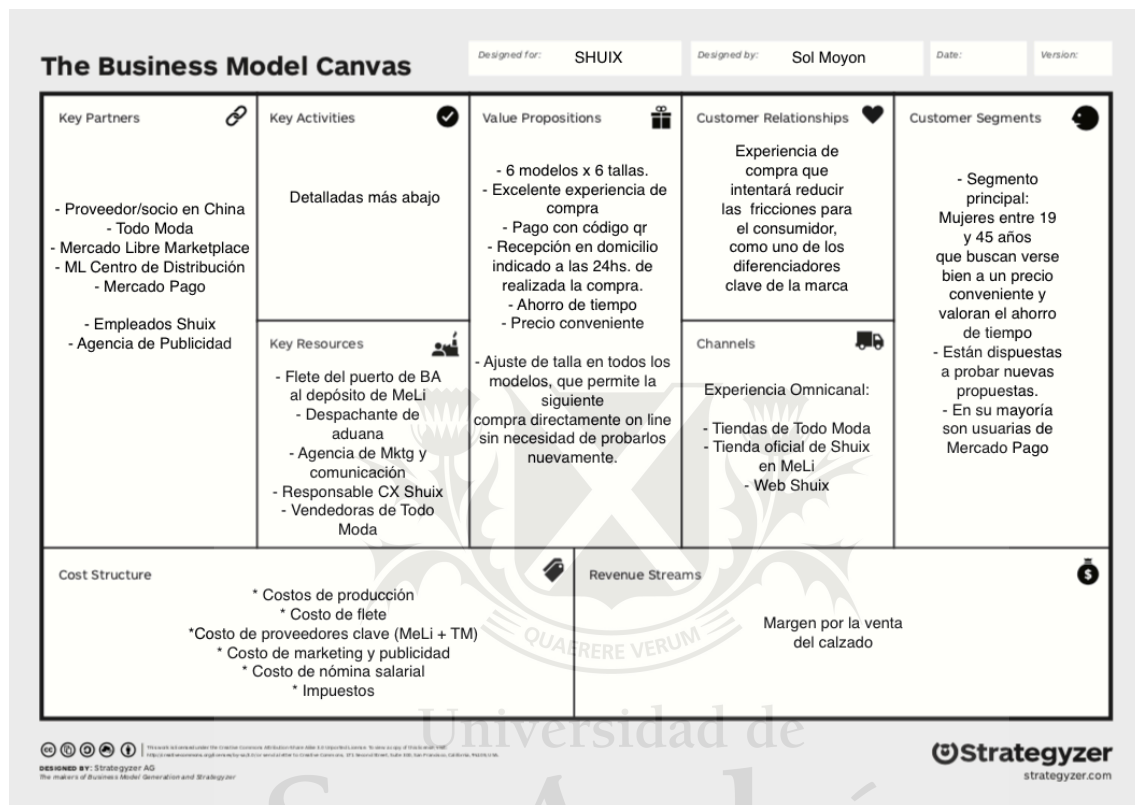 The Business Model Canvas
Designed for:
SHUIX
Designed by:
Sol Moyon
Date:
Version:
Key Partners
- Proveedor/socio en China
- Todo Moda
- Mercado Libre Marketplace
- ML Centro de Distribución
- Mercado Pago
- Empleados Shuix
- Agencia de Publicidad
Key Activities
Detalladas más abajo
Key Resources
- Flete del puerto de BA
al depósito de MeLi
- Despachante de
aduana
- Agencia de Mktg y
comunicación
- Responsable CX Shuix
- Vendedoras de Todo
Moda
Value Propositions
- 6 modelos x 6 tallas.
- Excelente experiencia de
compra
- Pago con código qr
- Recepción en domicilio
indicado a las 24hs. de
realizada la compra.
- Ahorro de tiempo
- Precio conveniente
- Ajuste de talla en todos los
modelos, que permite la
siguiente
compra directamente on line
sin necesidad de probarlos
nuevamente.
Customer Relationships
Experiencia de
compra que
intentará reducir
las fricciones para
el consumidor,
como uno de los
diferenciadores
clave de la marca
Channels
Experiencia Omnicanal:
- Tiendas de Todo Moda
- Tienda oficial de Shuix
en MeLi
- Web Shuix
Customer Segments
- Segmento
principal:
Mujeres entre 19
y 45 años
que buscan verse
bien a un precio
conveniente y
valoran el ahorro
de tiempo
- Están dispuestas
a probar nuevas
propuestas.
- En su mayoría
son usuarias de
Mercado Pago
Cost Structure
* Costos de producción
* Costo de flete
*Costo de proveedores clave (MeLi + TM)
* Costo de marketing y publicidad
* Costo de nómina salarial
* Impuestos
Revenue Streams
Margen por la venta
del calzado
QUAERERE VERUM
Universidad de
DESIGNED BY: Strategyzer AG
The makers of Business Model Generation and Strategyzer
Strategyzer
strategyzer.com